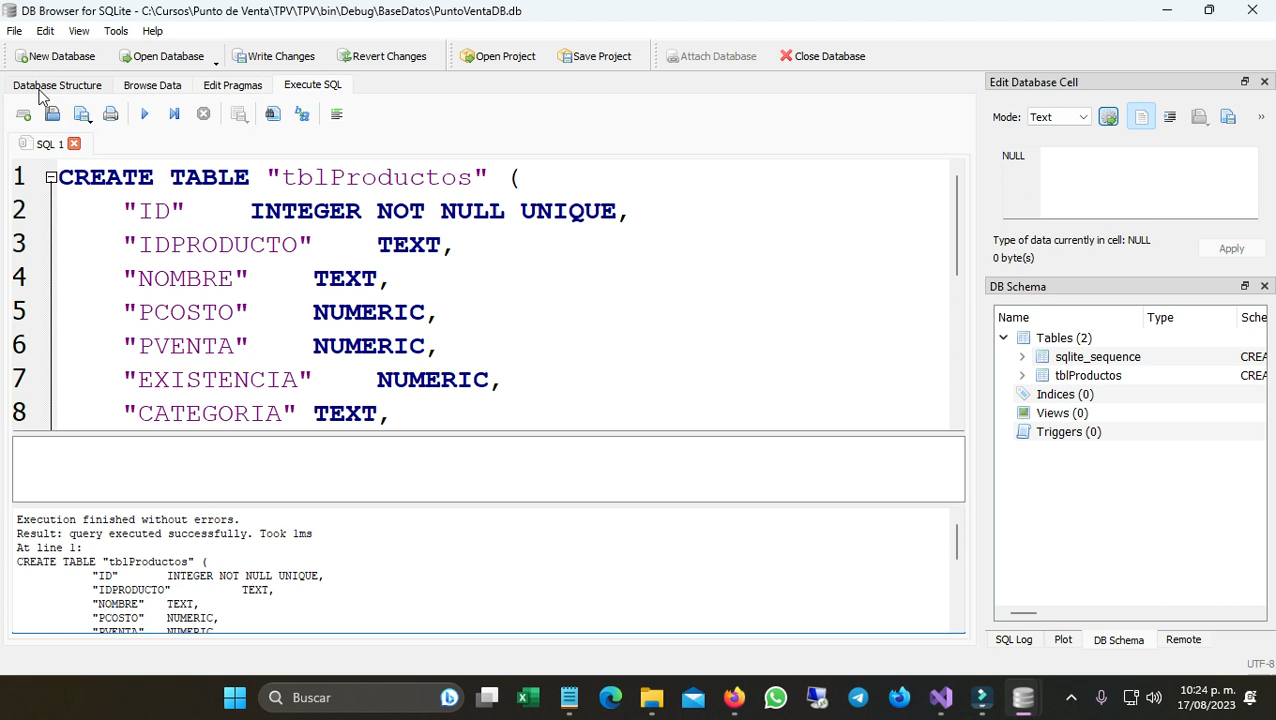 DB Browser for SQLite - C:\Cursos\Punto de Venta\TPV\TPV\bin\Debug\BaseDatos\PuntoVentaDB.db
File Edit View Tools Help
New Database Open Database Write Changes Revert Changes Open Project Save Project Attach Database Close Database
Database Structure Browse Data Edit Pragmas Execute SQL
SQL 1
1 CREATE TABLE "tblProductos" (
2 "ID" INTEGER NOT NULL UNIQUE,
3 "IDPRODUCTO" TEXT,
4 "NOMBRE" TEXT,
5 "PCOSTO" NUMERIC,
6 "PVENTA" NUMERIC,
7 "EXISTENCIA" NUMERIC,
8 "CATEGORIA" TEXT,
Execution finished without errors.
Result: query executed successfully. Took 1ms
At line 1:
CREATE TABLE "tblProductos" (
"ID" INTEGER NOT NULL UNIQUE,
"IDPRODUCTO" TEXT,
"NOMBRE" TEXT,
"PCOSTO" NUMERIC,
"PVENTA" NUMERIC
Edit Database Cell
Mode: Text »
NULL
Type of data currently in cell: NULL
0 byte(s)
Apply
DB Schema
Name Type Sche
Tables (2)
sqlite_sequence CREA
tblProductos CREA
Indices (0)
Views (0)
Triggers (0)
SQL Log Plot DB Schema Remote
UTF-8
Buscar
10:24 p. m.
17/08/2023